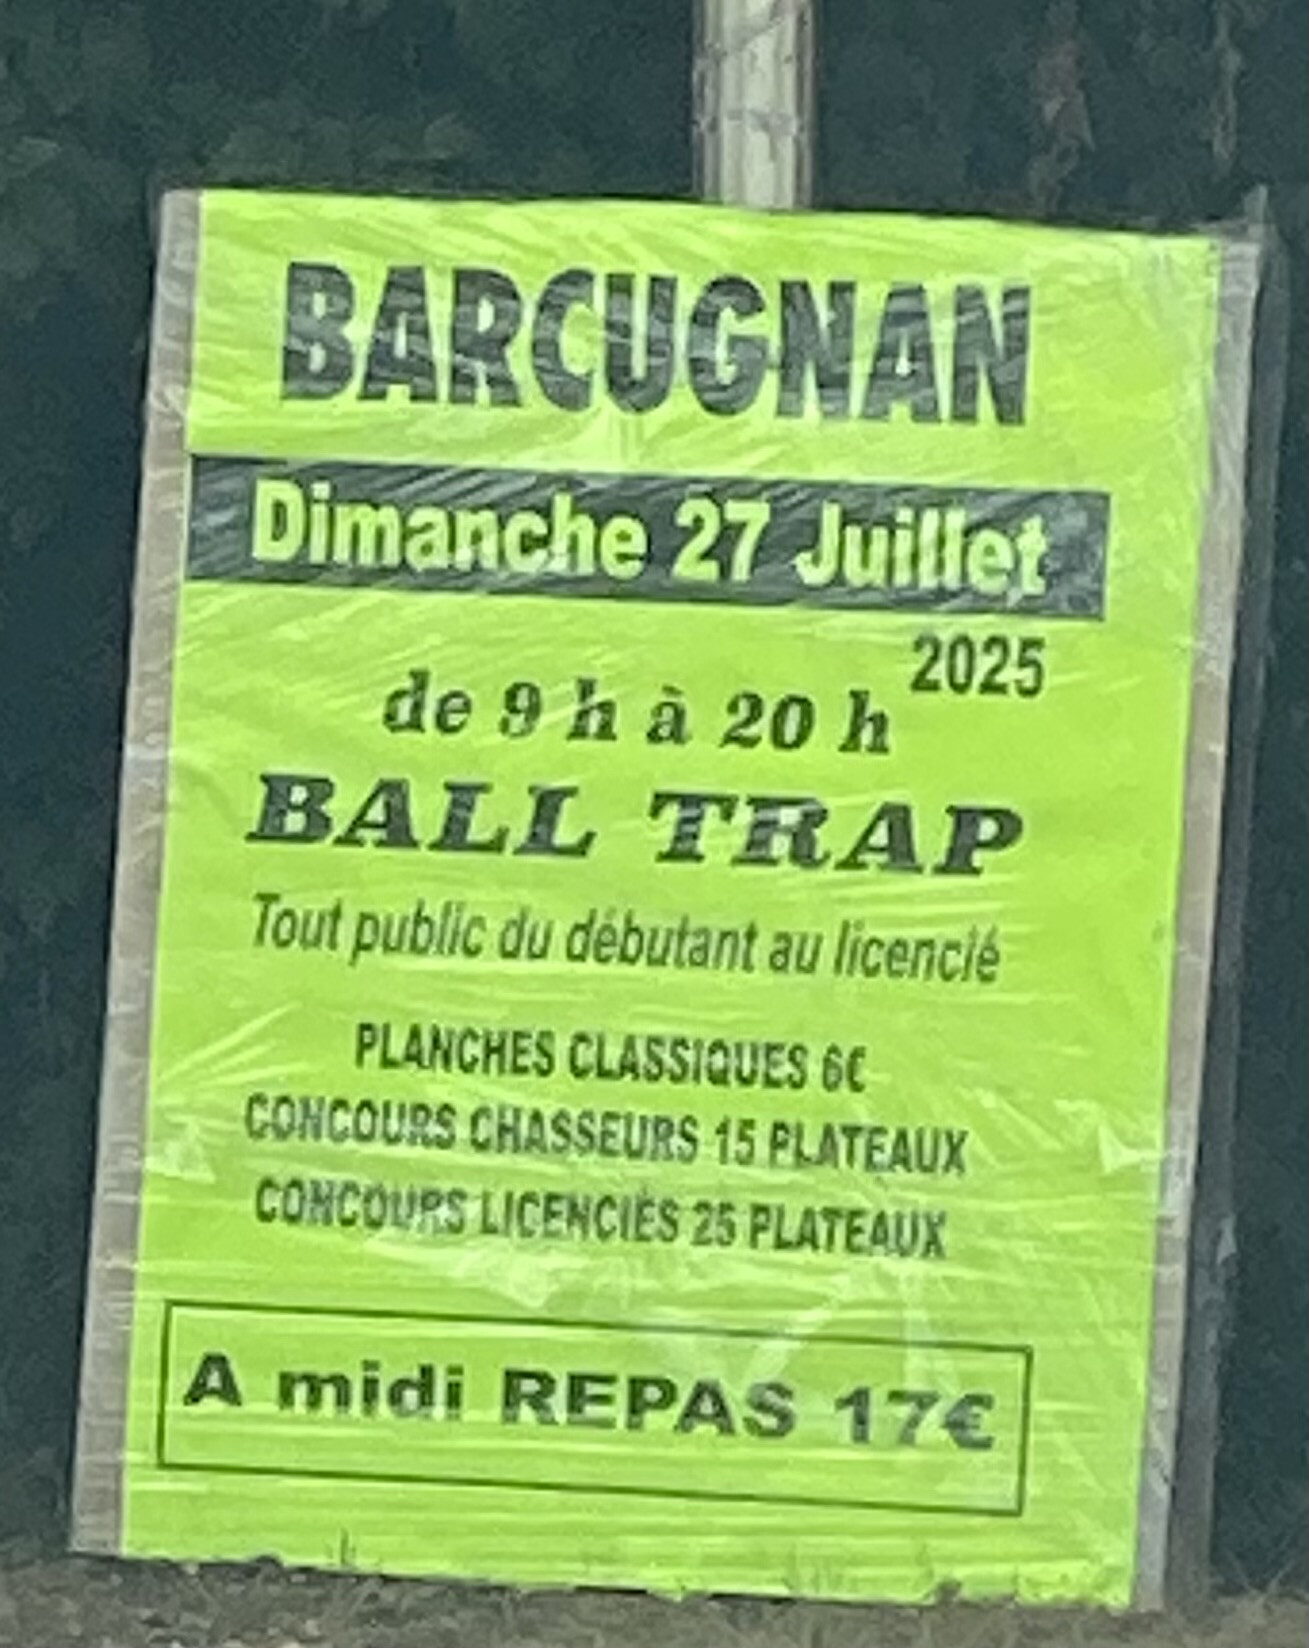 BARCUGNAN
Dimanche 27 Juillet
2025
de 9 h à 20 h
BALL TRAP
Tout public du débutant au licencié
PLANCHES CLASSIQUES 6€
CONCOURS CHASSEURS 15 PLATEAUX
CONCOURS LICENCIÉS 25 PLATEAUX
A midi REPAS 17€